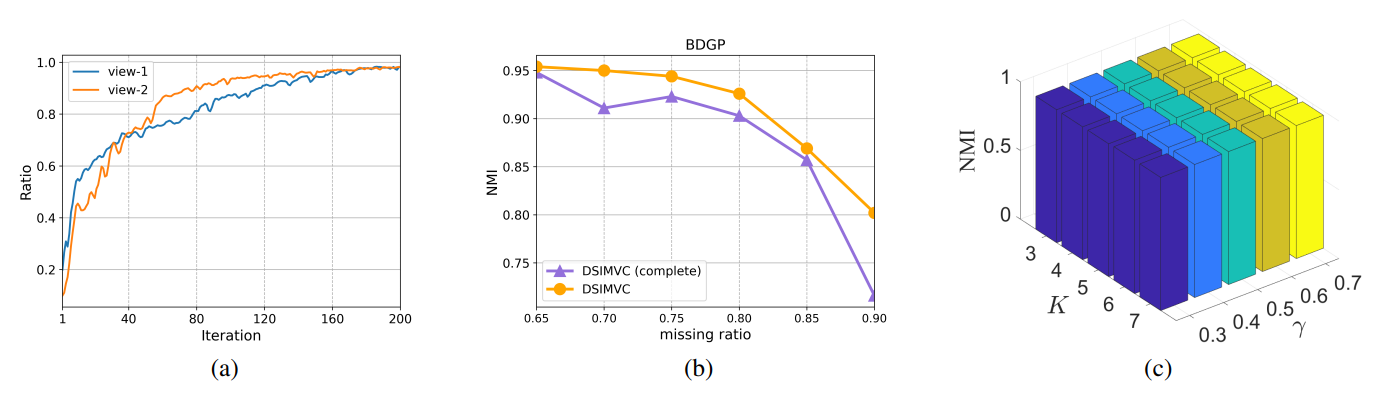 1.0
0.8
0.6
0.4
0.2
Ratio
view-1
view-2
1 40 80 120 160 200
Iteration
(a)
BDGP
0.95
0.90
0.85
0.80
0.75
NMI
DSIMVC (complete)
DSIMVC
0.65 0.70 0.75 0.80 0.85 0.90
missing ratio
(b)
1
0.5
0
NMI
3
4
5
6
7
K
0.3
0.4
0.5
0.6
0.7
γ
(c)